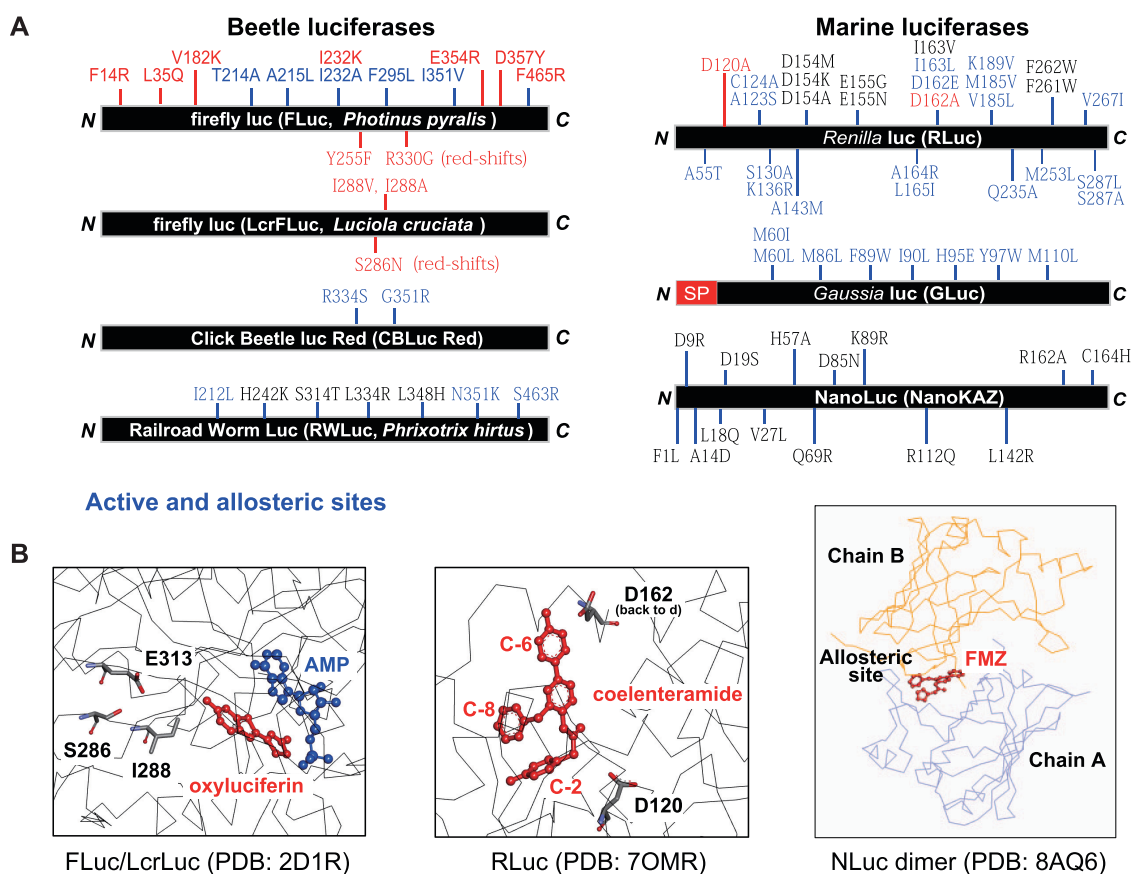 A
Beetle luciferases
F14R L35Q V182K T214A A215L I232K I232A F295L I351V E354R D357Y F465R
N firefly luc (FLuc, Photinus pyralis) C
Y255F R330G (red-shifts)
I288V, I288A
N firefly luc (LcrFLuc, Luciola cruciata) C
S286N (red-shifts)
R334S G351R
N Click Beetle luc Red (CBLuc Red) C
I212L H242K S314T L334R L348H N351K S463R
N Railroad Worm Luc (RWLuc, Phrixotrix hirtus) C
Marine luciferases
I163V
D120A D154M I163L K189V F262W
C124A D154K E155G D162E M185V F261W
A123S D154A E155N D162A V185L V267I
N Renilla luc (RLuc) C
A55T S130A A164R M253L S287L
K136R L165I Q235A S287A
A143M
M60I
M60L M86L F89W I90L H95E Y97W M110L
N SP Gaussia luc (GLuc) C
D9R D19S H57A D85N K89R R162A C164H
N NanoLuc (NanoKAZ) C
L18Q V27L
F1L A14D Q69R R112Q L142R
Active and allosteric sites
B
E313
AMP
S286
I288
oxyluciferin
FLuc/LcrLuc (PDB: 2D1R)
D162
(back to d)
C-6
coelenteramide
C-8
C-2
D120
RLuc (PDB: 7OMR)
Chain B
Allosteric
site
FMZ
Chain A
NLuc dimer (PDB: 8AQ6)